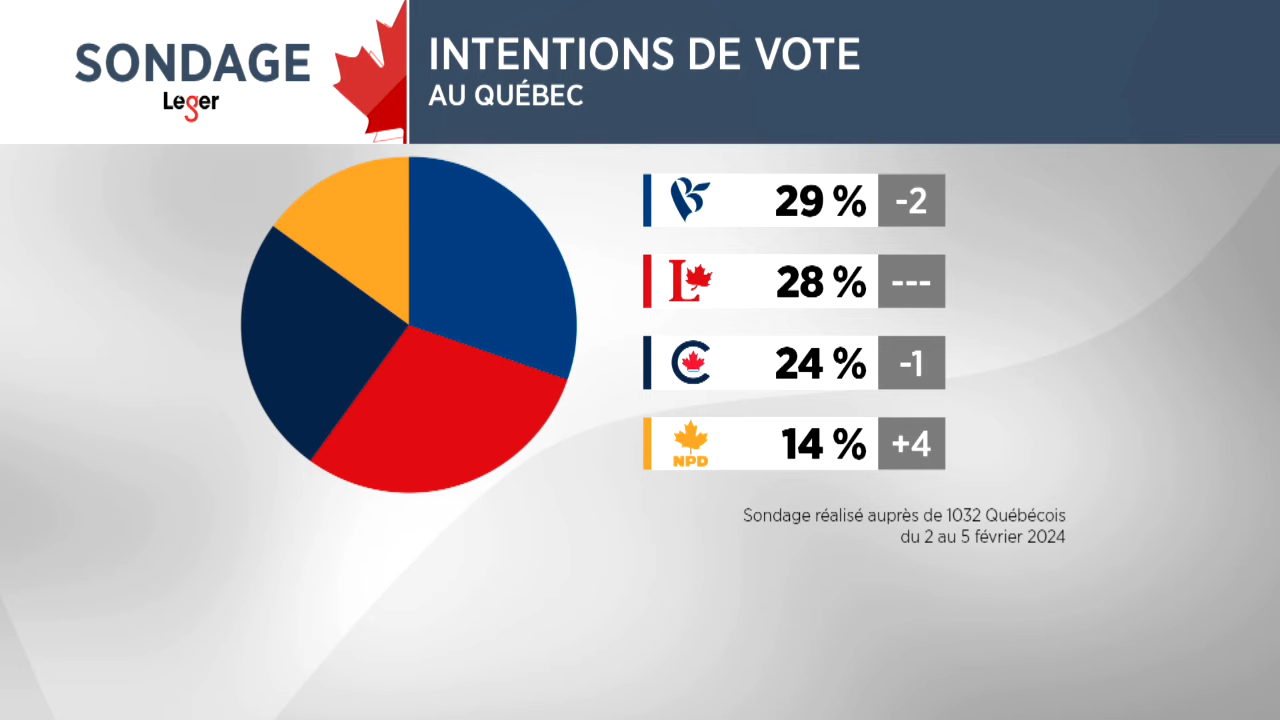 SONDAGE
Leger
INTENTIONS DE VOTE
AU QUÉBEC
29 % -2
L 28 % ---
C 24 % -1
NPD 14 % +4
Sondage réalisé auprès de 1032 Québécois
du 2 au 5 février 2024